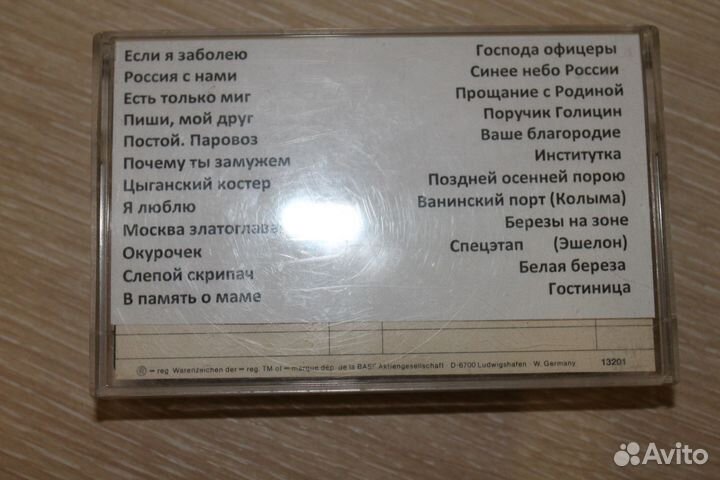 Если я заболею
Россия с нами
Есть только миг
Пиши, мой друг
Постой. Паровоз
Почему ты замужем
Цыганский костер
Я люблю
Москва златоглавая
Окурочек
Слепой скрипач
В память о маме
Господа офицеры
Синее небо России
Прощание с Родиной
Поручик Голицин
Ваше благородие
Институтка
Поздней осенней порою
Ванинский порт (Колыма)
Березы на зоне
Спецэтап (Эшелон)
Белая береза
Гостиница
® = reg. Warenzeichen der = reg. TM of = marque dép. de la BASF Aktiengesellschaft · D-6700 Ludwigshafen · W. Germany 13201
Avito